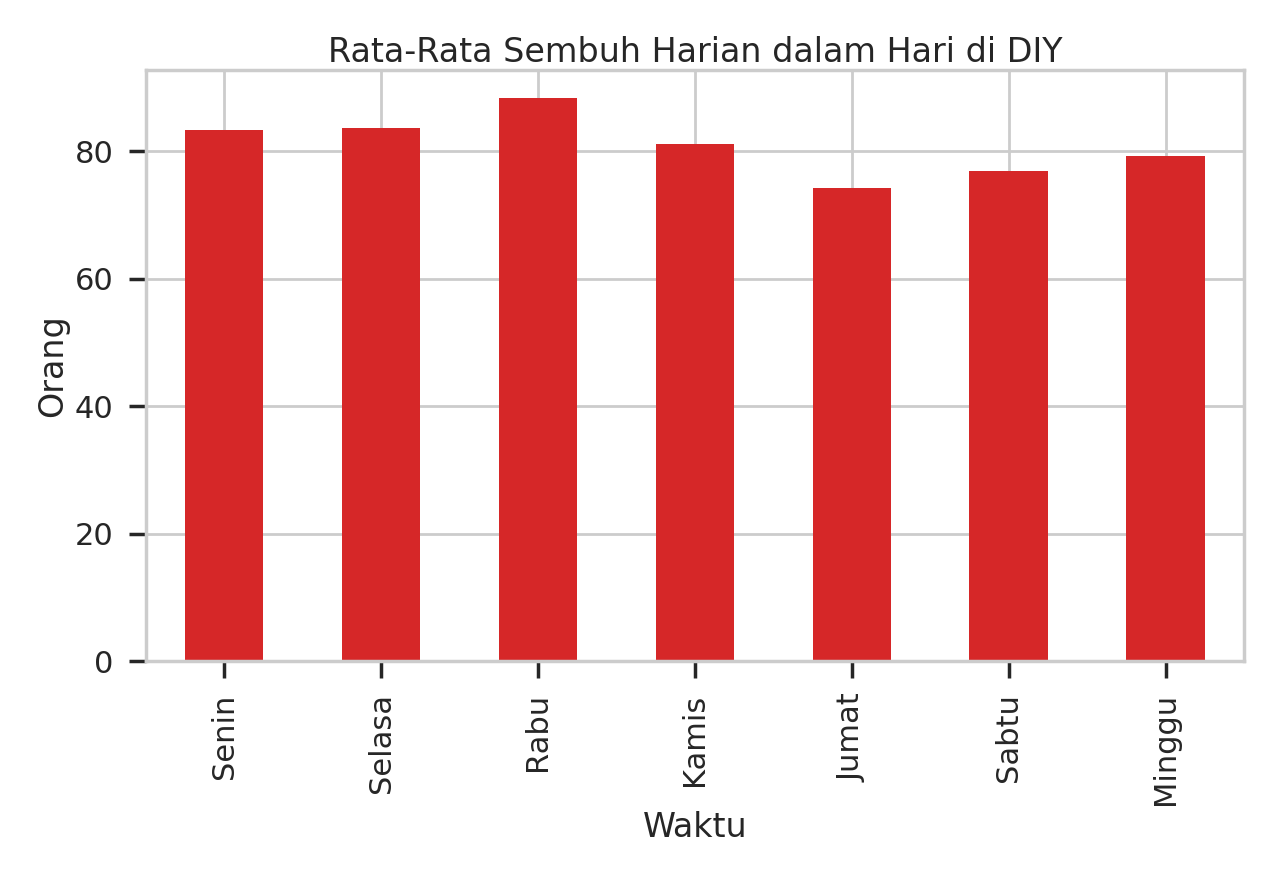 Rata-Rata Sembuh Harian dalam Hari di DIY
Orang
80
60
40
20
0
Senin
Selasa
Rabu
Kamis
Jumat
Sabtu
Minggu
Waktu